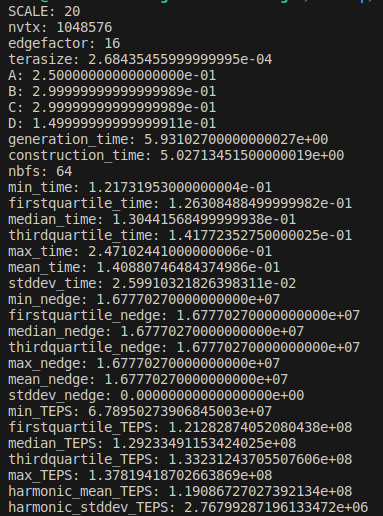 SCALE: 20
nvtx: 1048576
edgefactor: 16
terasize: 2.68435455999999995e-04
A: 2.50000000000000000e-01
B: 2.99999999999999989e-01
C: 2.99999999999999989e-01
D: 1.49999999999999911e-01
generation_time: 5.93102700000000027e+00
construction_time: 5.02713451500000019e+00
nbfs: 64
min_time: 1.21731953000000004e-01
firstquartile_time: 1.26308488499999982e-01
median_time: 1.30441568499999938e-01
thirdquartile_time: 1.41772352750000025e-01
max_time: 2.47102441000000006e-01
mean_time: 1.40880746484374986e-01
stddev_time: 2.59910321826398311e-02
min_nedge: 1.67770270000000000e+07
firstquartile_nedge: 1.67770270000000000e+07
median_nedge: 1.67770270000000000e+07
thirdquartile_nedge: 1.67770270000000000e+07
max_nedge: 1.67770270000000000e+07
mean_nedge: 1.67770270000000000e+07
stddev_nedge: 0.00000000000000000e+00
min_TEPS: 6.78950273906845003e+07
firstquartile_TEPS: 1.21282874052080438e+08
median_TEPS: 1.29233491153424025e+08
thirdquartile_TEPS: 1.33231243705507606e+08
max_TEPS: 1.37819418702663869e+08
harmonic_mean_TEPS: 1.19086727027392134e+08
harmonic_stddev_TEPS: 2.76799287196133472e+06